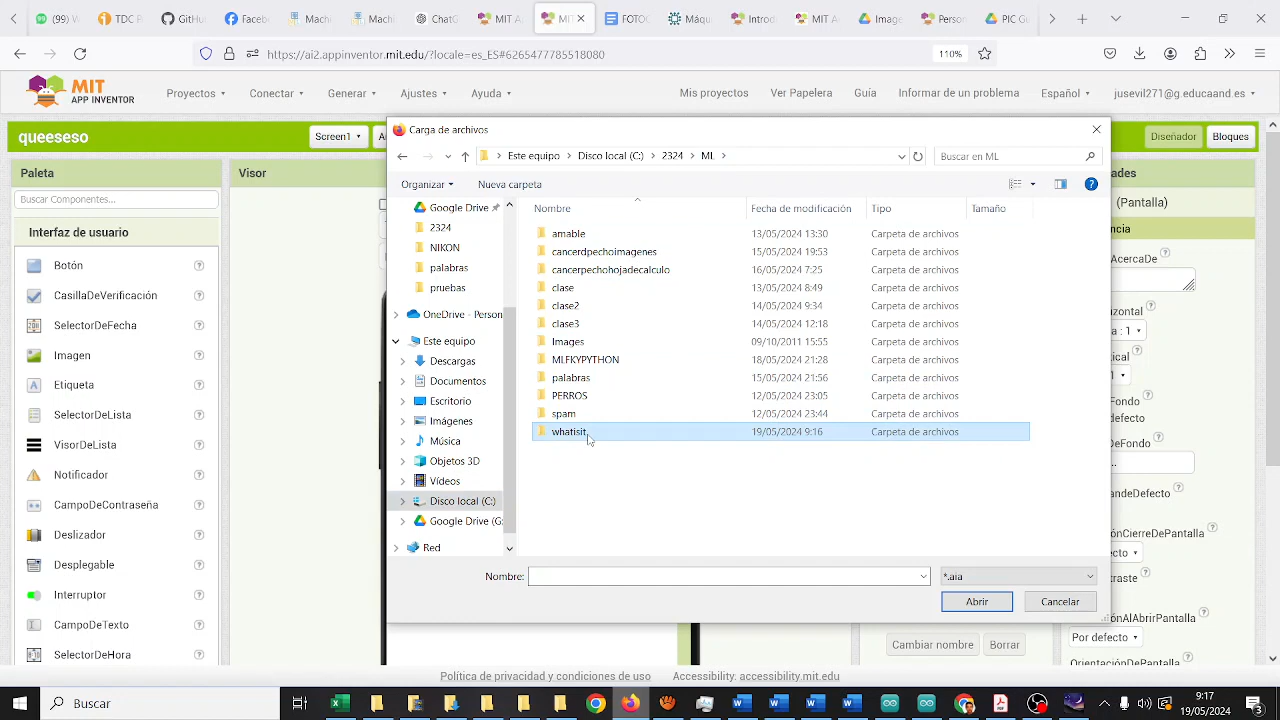 (99) V
TDC R
GitHu
Faceb
Mach
Mach
ChatG
MIT A
MIT
FOTO
Máqu
Intro
MIT A
Image
Perso
PIC G
https://ai2.appinventor.mit.edu/?locale=es_ES#6265477785518080
110%
MIT
APP INVENTOR
Proyectos
Conectar
Generar
Ajustes
Ayuda
Mis proyectos
Ver Papelera
Guía
Informar de un problema
Español
jusevil271@g.educaand.es
queeseso
Screen1
Diseñador
Bloques
Paleta
Visor
Buscar Componentes...
Interfaz de usuario
Botón
CasillaDeVerificación
SelectorDeFecha
Imagen
Etiqueta
SelectorDeLista
VisorDeLista
Notificador
CampoDeContraseña
Deslizador
Desplegable
Interruptor
CampoDeTexto
SelectorDeHora
Carga de archivos
Este equipo
Disco local (C:)
2324
ML
Buscar en ML
Organizar
Nueva carpeta
Google Drive
2324
NIKON
palabras
pruebas
OneDrive - Person
Este equipo
Descargas
Documentos
Escritorio
Imágenes
Música
Objetos 3D
Vídeos
Disco local (C:)
Google Drive (G:
Red
Nombre Fecha de modificación Tipo Tamaño
amable 13/05/2024 13:30 Carpeta de archivos
cancerdpechoimagenes 15/05/2024 19:53 Carpeta de archivos
cancerpechohojadecalculo 16/05/2024 7:25 Carpeta de archivos
clase 13/05/2024 8:49 Carpeta de archivos
clase2 14/05/2024 9:34 Carpeta de archivos
clase3 14/05/2024 12:18 Carpeta de archivos
Images 09/10/2011 15:55 Carpeta de archivos
MLFKYPYTHON 18/05/2024 21:28 Carpeta de archivos
palabras 15/05/2024 21:56 Carpeta de archivos
PERROS 12/05/2024 23:05 Carpeta de archivos
spam 12/05/2024 23:44 Carpeta de archivos
whatisit 19/05/2024 9:16 Carpeta de archivos
Nombre:
*.aia
Abrir
Cancelar
ades
(Pantalla)
ncia
AcercaDe
orizontal
a : 1
tical
1
Fondo
defecto
DeFondo
...
andeDefecto
ónCierreDePantalla
ecto
traste
ónAlAbrirPantalla
Por defecto
OrientaciónDePantalla
Cambiar nombre
Borrar
Política de privacidad y condiciones de uso
Accessibility: accessibility.mit.edu
Buscar
9:17
19/05/2024
3